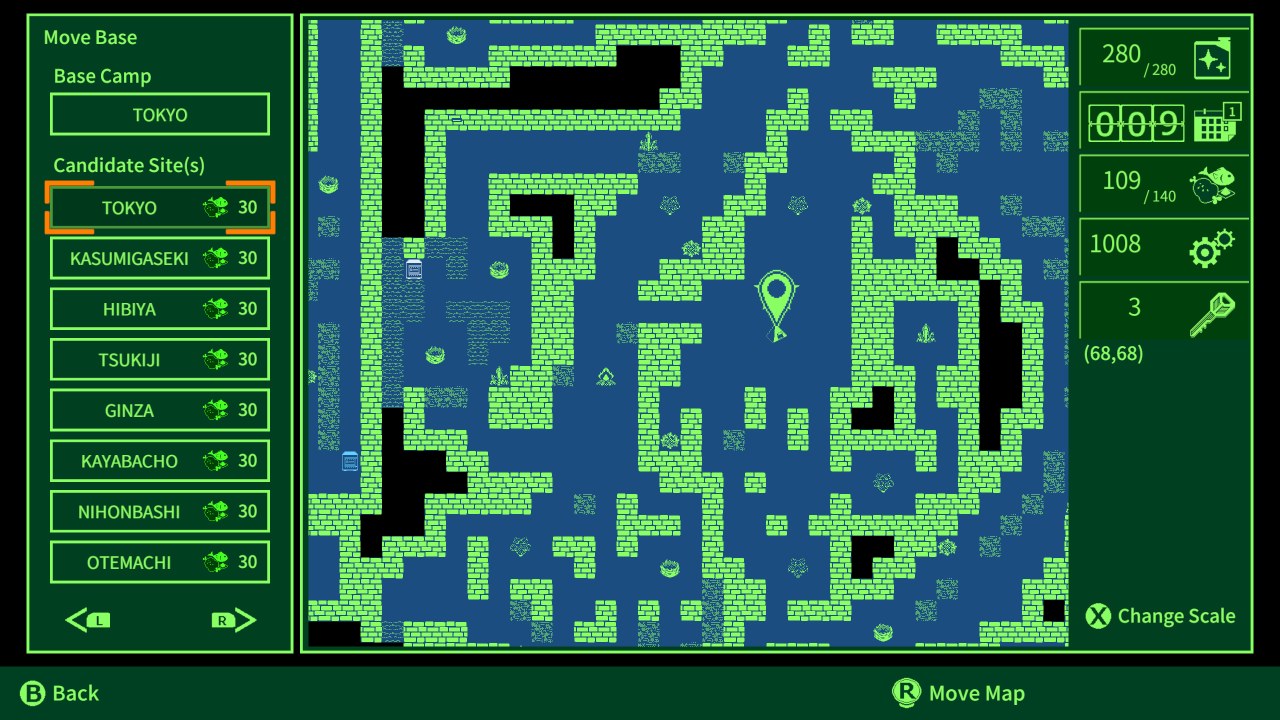 Move Base
Base Camp
TOKYO
Candidate Site(s)
TOKYO 30
KASUMIGASEKI 30
HIBIYA 30
TSUKIJI 30
GINZA 30
KAYABACHO 30
NIHONBASHI 30
OTEMACHI 30
L R
280 / 280
009 1
109 / 140
1008
3
(68,68)
X Change Scale
B Back
R Move Map